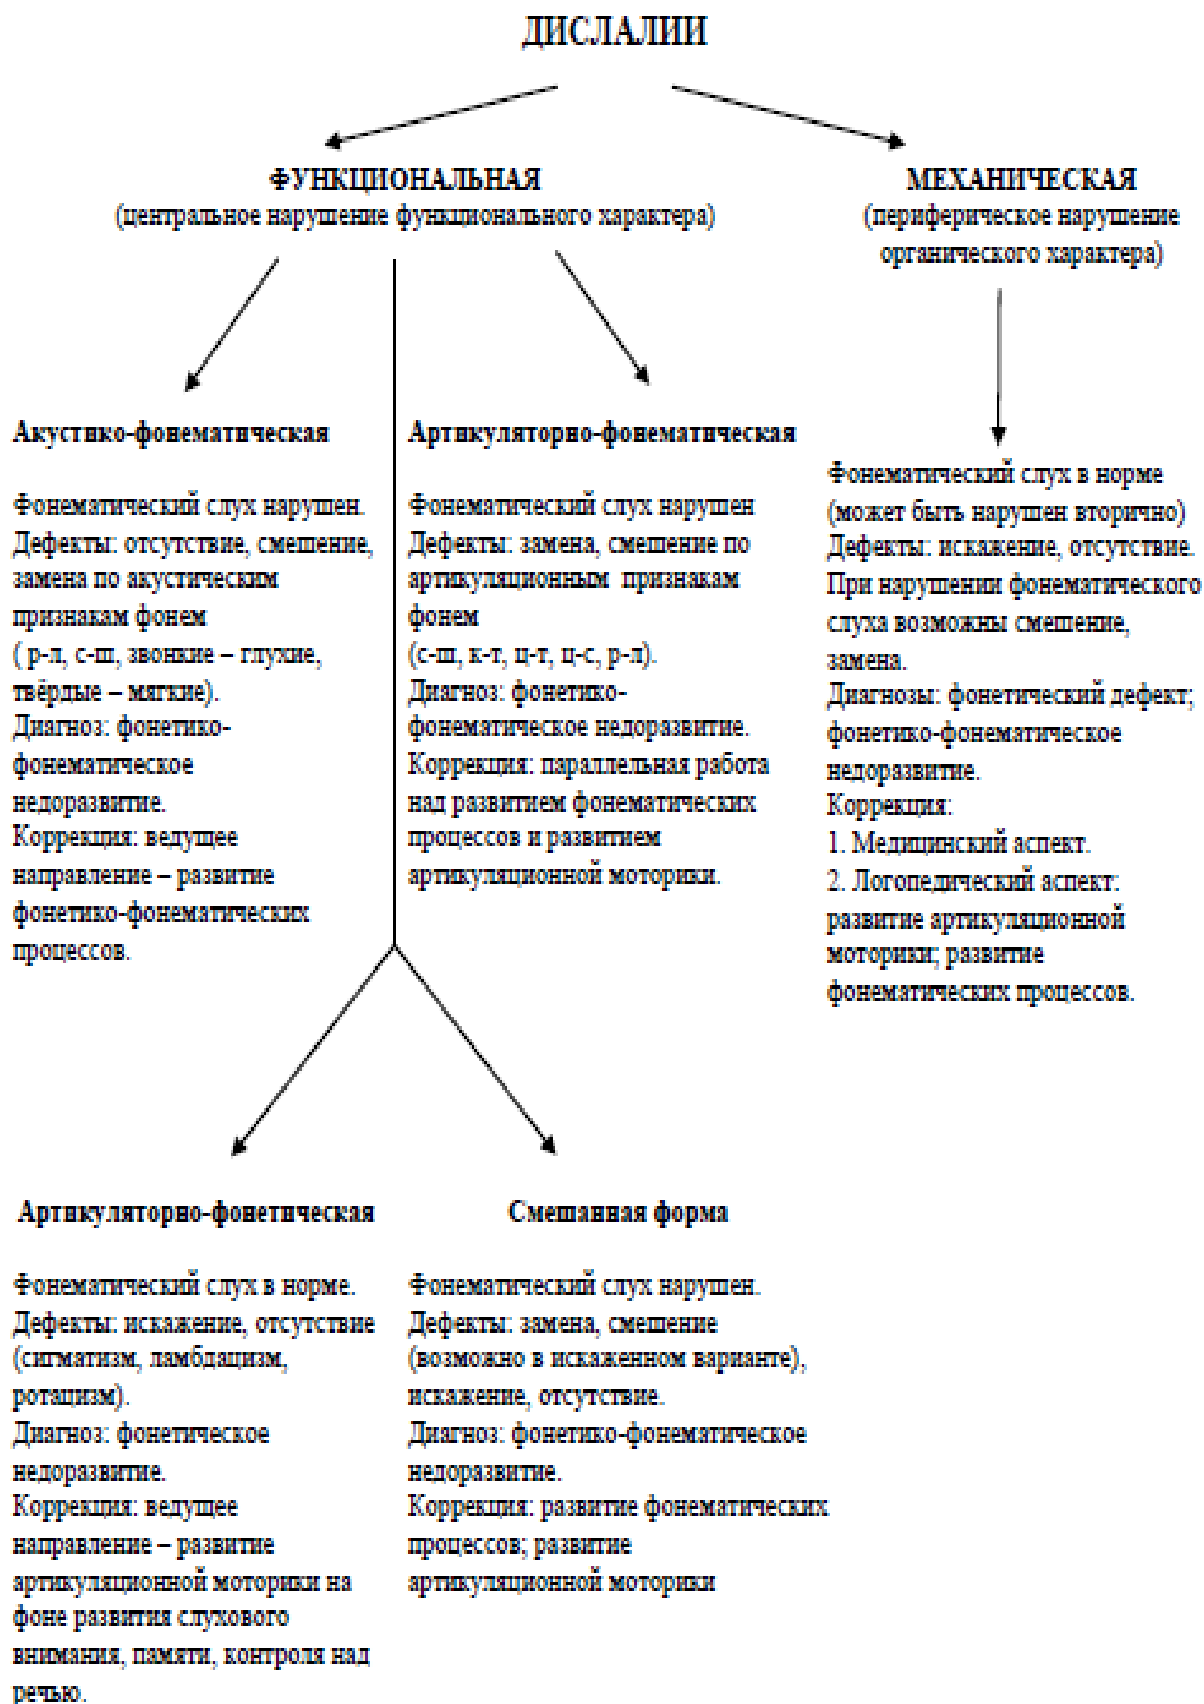 ДИСЛАЛИИ
ФУНКЦИОНАЛЬНАЯ
(центральное нарушение функционального характера)
МЕХАНИЧЕСКАЯ
(периферическое нарушение
органического характера)
Акустико-фонематическая
Фонематический слух нарушен.
Дефекты: отсутствие, смешение,
замена по акустическим
признакам фонем
( р-л, с-ш, звонкие – глухие,
твёрдые – мягкие).
Диагноз: фонетико-
фонематическое
недоразвитие.
Коррекция: ведущее
направление – развитие
фонетико-фонематических
процессов.
Артикуляторно-фонематическая
Фонематический слух нарушен
Дефекты: замена, смешение по
артикуляционным признакам
фонем
(с-ш, к-т, ц-т, ц-с, р-л).
Диагноз: фонетико-
фонематическое недоразвитие.
Коррекция: параллельная работа
над развитием фонематических
процессов и развитием
артикуляционной моторики.
Фонематический слух в норме
(может быть нарушен вторично)
Дефекты: искажение, отсутствие.
При нарушении фонематического
слуха возможны смешение,
замена.
Диагнозы: фонетический дефект;
фонетико-фонематическое
недоразвитие.
Коррекция:
1. Медицинский аспект.
2. Логопедический аспект:
развитие артикуляционной
моторики; развитие
фонематических процессов.
Артикуляторно-фонетическая
Фонематический слух в норме.
Дефекты: искажение, отсутствие
(сигматизм, ламбдацизм,
ротацизм).
Диагноз: фонетическое
недоразвитие.
Коррекция: ведущее
направление – развитие
артикуляционной моторики на
фоне развития слухового
внимания, памяти, контроля над
речью.
Смешанная форма
Фонематический слух нарушен.
Дефекты: замена, смешение
(возможно в искаженном варианте),
искажение, отсутствие.
Диагноз: фонетико-фонематическое
недоразвитие.
Коррекция: развитие фонематических
процессов; развитие
артикуляционной моторики